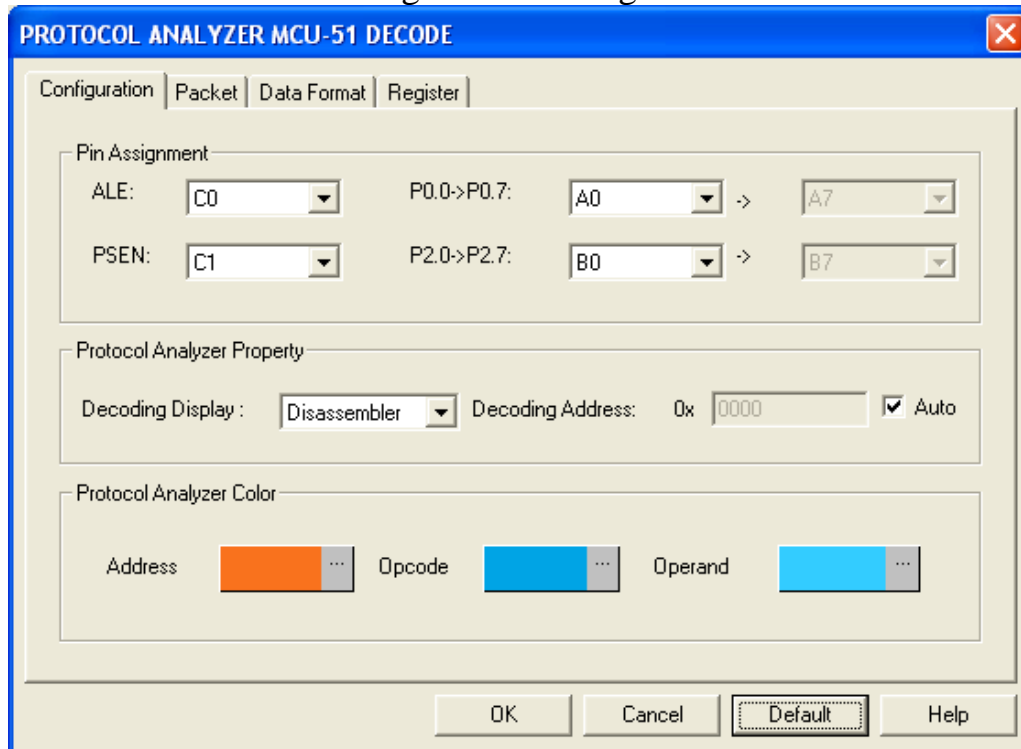 PROTOCOL ANALYZER MCU-51 DECODE
Configuration Packet Data Format Register
Pin Assignment
ALE: C0 P0.0->P0.7: A0 -> A7
PSEN: C1 P2.0->P2.7: B0 -> B7
Protocol Analyzer Property
Decoding Display : Disassembler Decoding Address: 0x 0000 Auto
Protocol Analyzer Color
Address ... Opcode ... Operand ...
OK Cancel Default Help